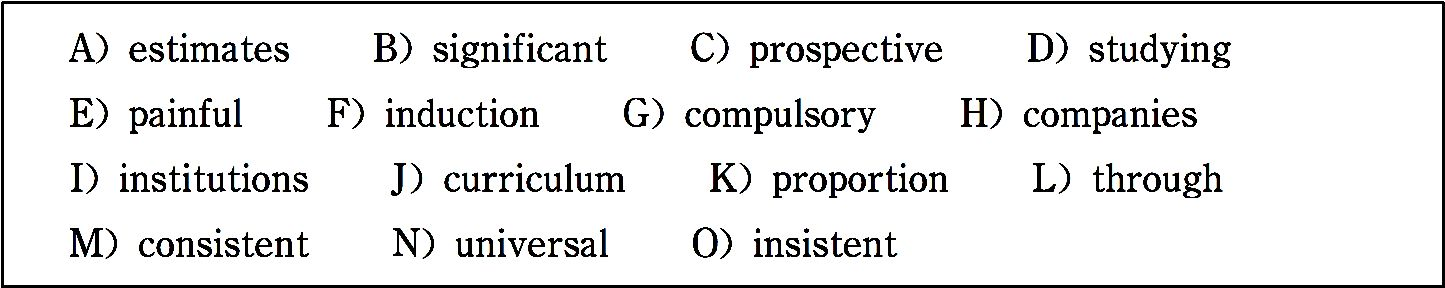 A) estimates B) significant C) prospective D) studying
E) painful F) induction G) compulsory H) companies
I) institutions J) curriculum K) proportion L) through
M) consistent N) universal O) insistent